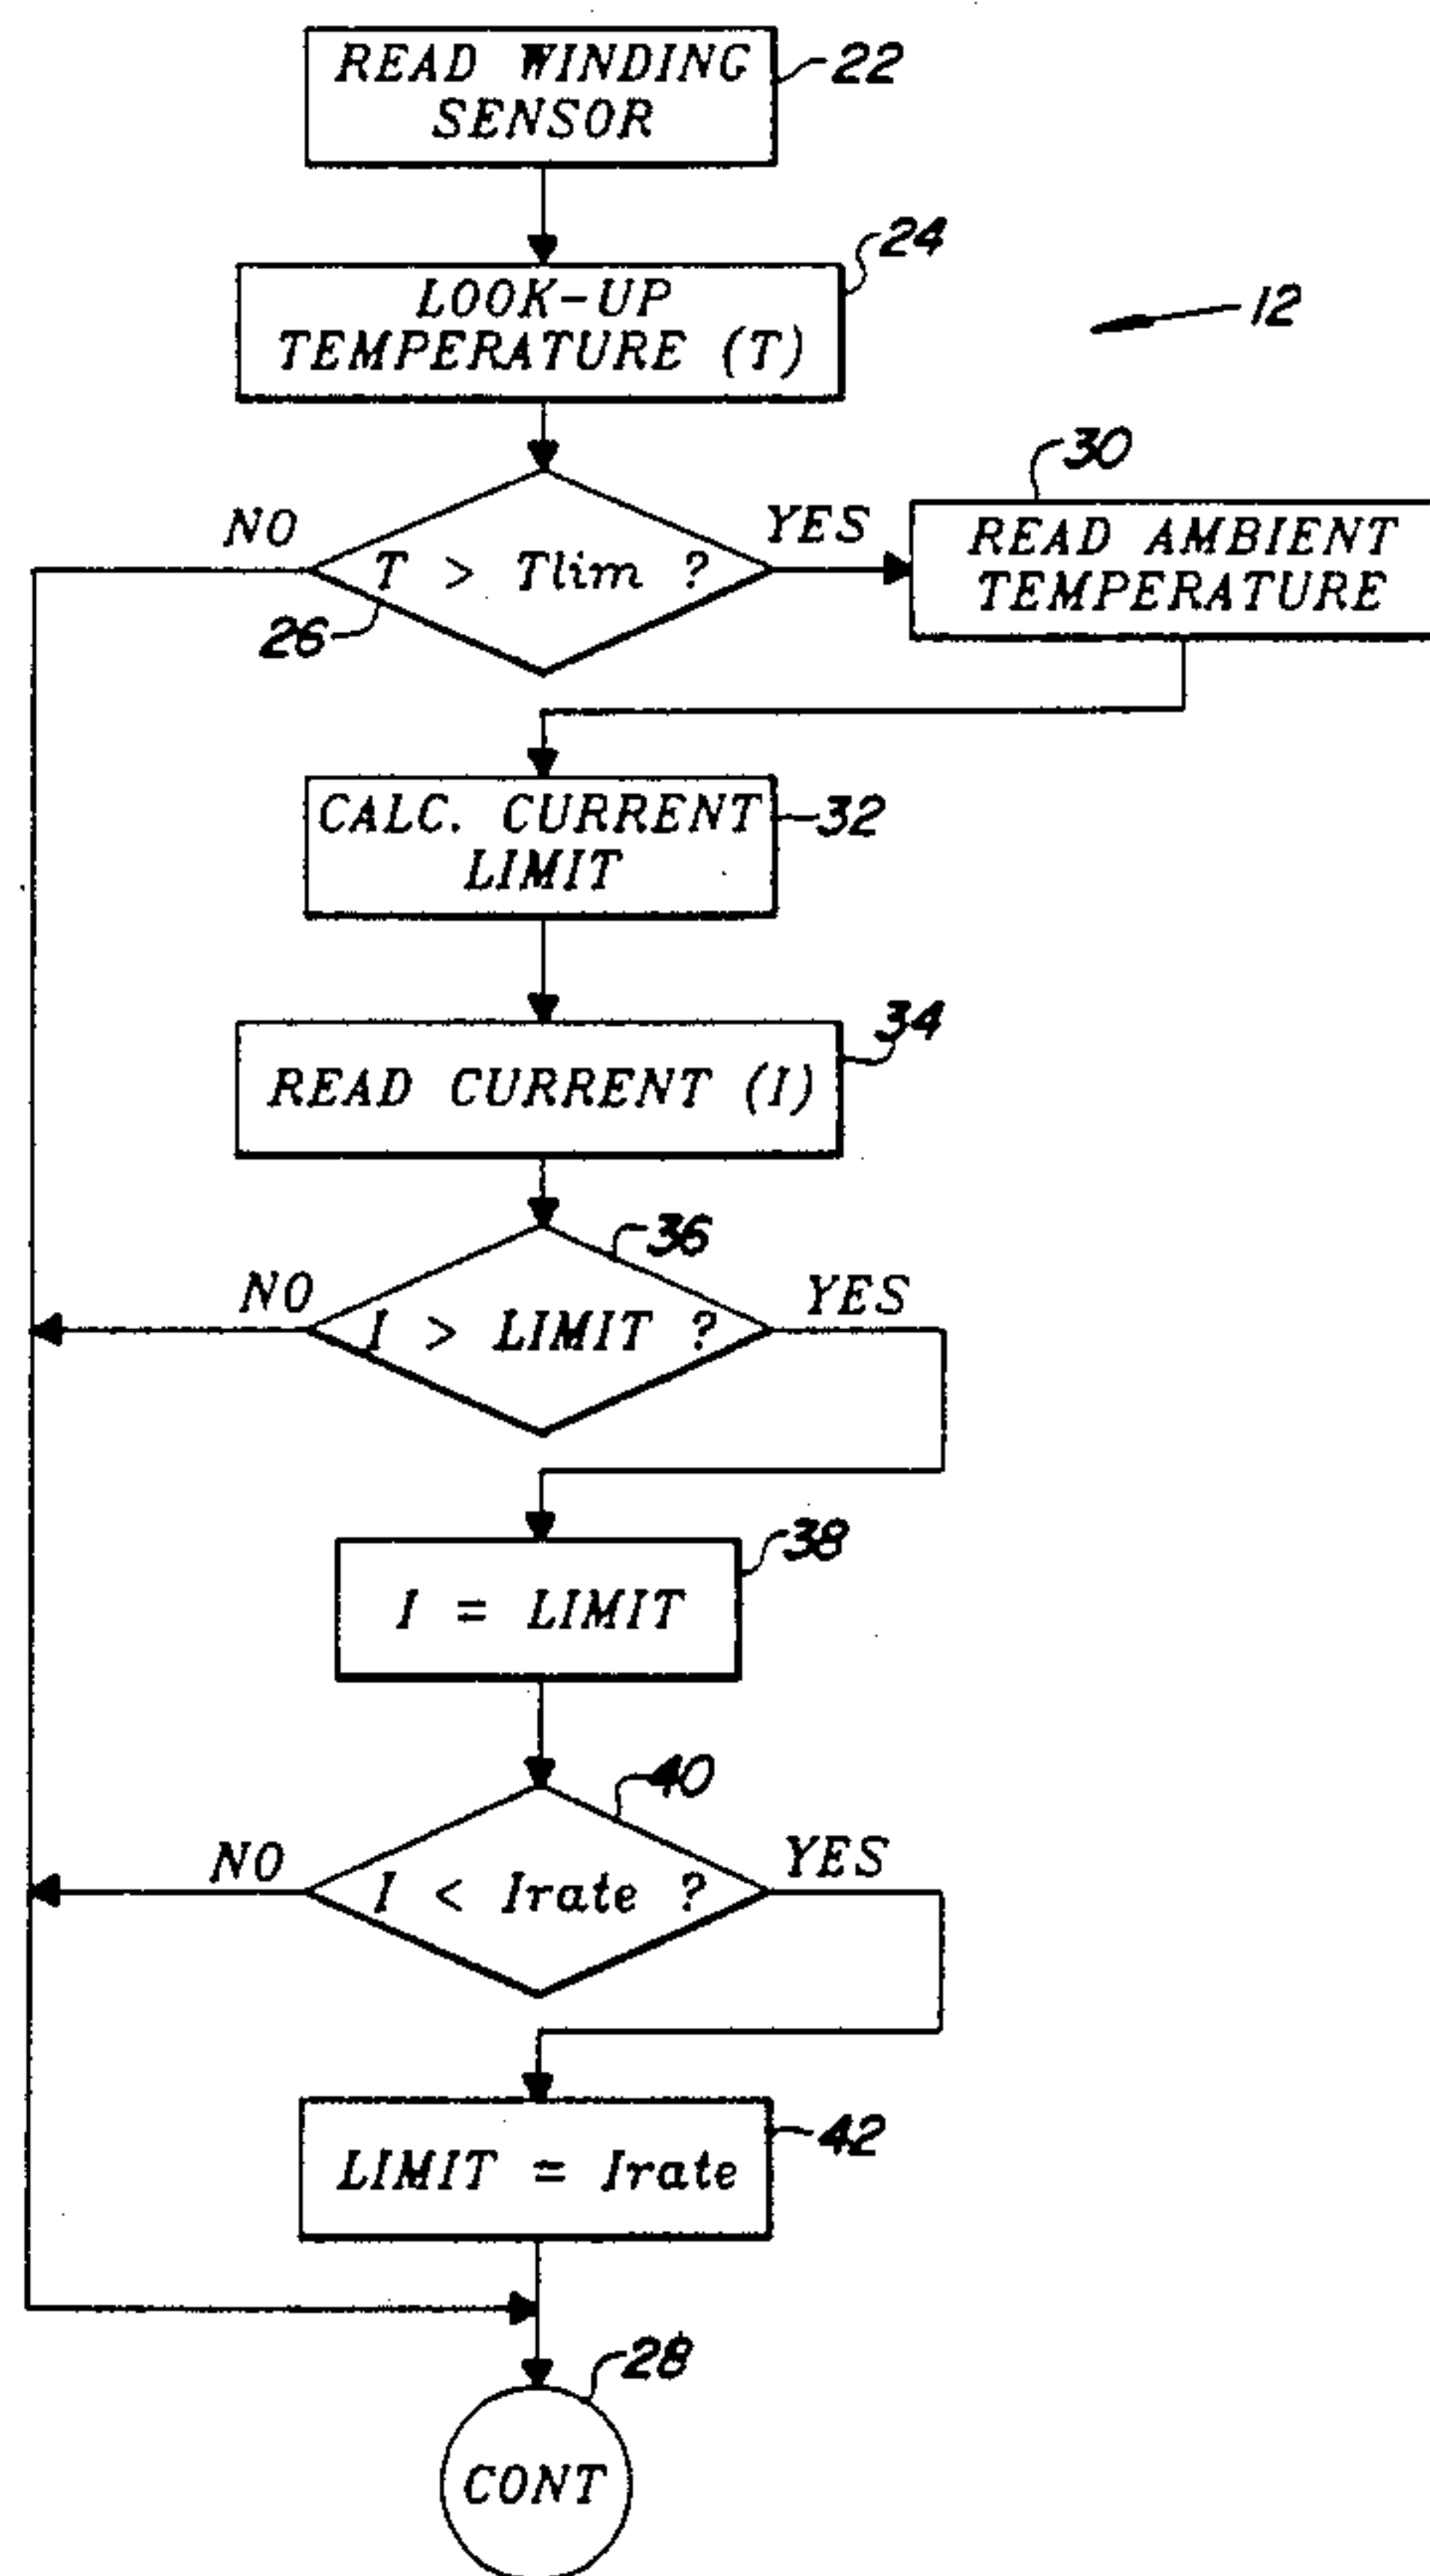 READ WINDING
SENSOR
22
LOOK-UP
TEMPERATURE (T)
24
12
30
READ AMBIENT
TEMPERATURE
NO
YES
T > Tlim ?
26
CALC. CURRENT
LIMIT
32
READ CURRENT (I)
34
36
NO
YES
I > LIMIT ?
38
I = LIMIT
40
NO
YES
I < Irate ?
LIMIT = Irate
42
28
CONT